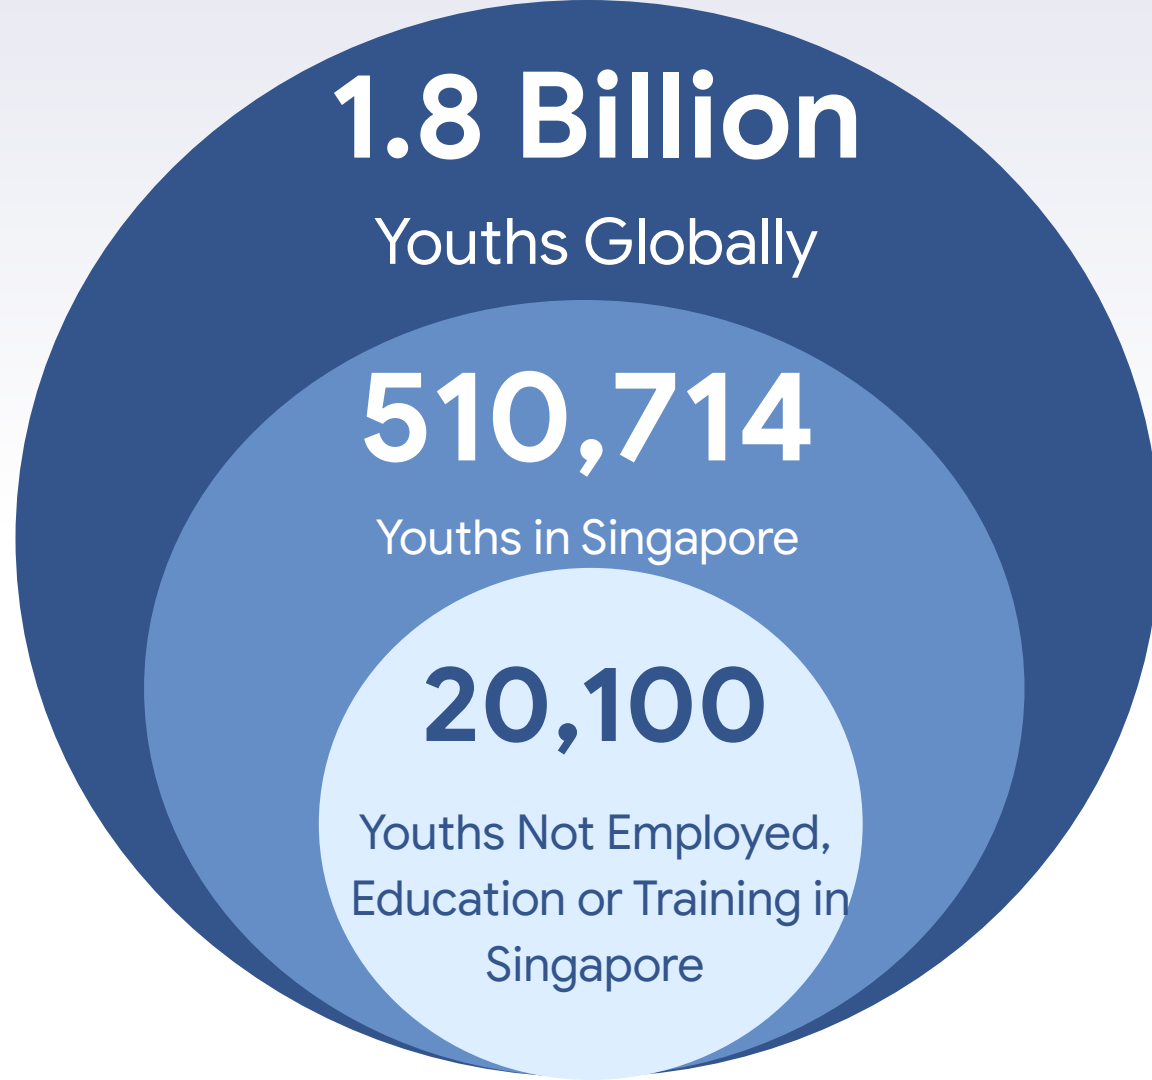 1.8 Billion
Youths Globally
510,714
Youths in Singapore
20,100
Youths Not Employed,
Education or Training in
Singapore